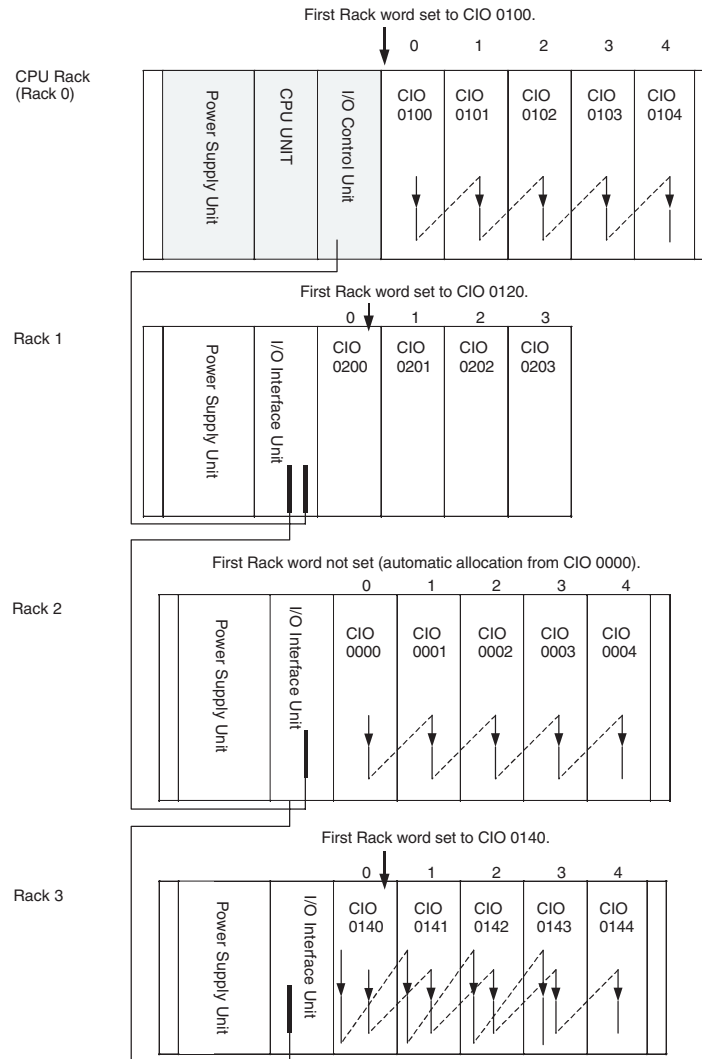 First Rack word set to CIO 0100.
0 1 2 3 4
CPU Rack
(Rack 0)
Power Supply Unit
CPU UNIT
I/O Control Unit
CIO 0100
CIO 0101
CIO 0102
CIO 0103
CIO 0104
First Rack word set to CIO 0120.
Rack 1
0 1 2 3
Power Supply Unit
I/O Interface Unit
CIO 0200
CIO 0201
CIO 0202
CIO 0203
First Rack word not set (automatic allocation from CIO 0000).
Rack 2
0 1 2 3 4
Power Supply Unit
I/O Interface Unit
CIO 0000
CIO 0001
CIO 0002
CIO 0003
CIO 0004
First Rack word set to CIO 0140.
Rack 3
0 1 2 3 4
Power Supply Unit
I/O Interface Unit
CIO 0140
CIO 0141
CIO 0142
CIO 0143
CIO 0144